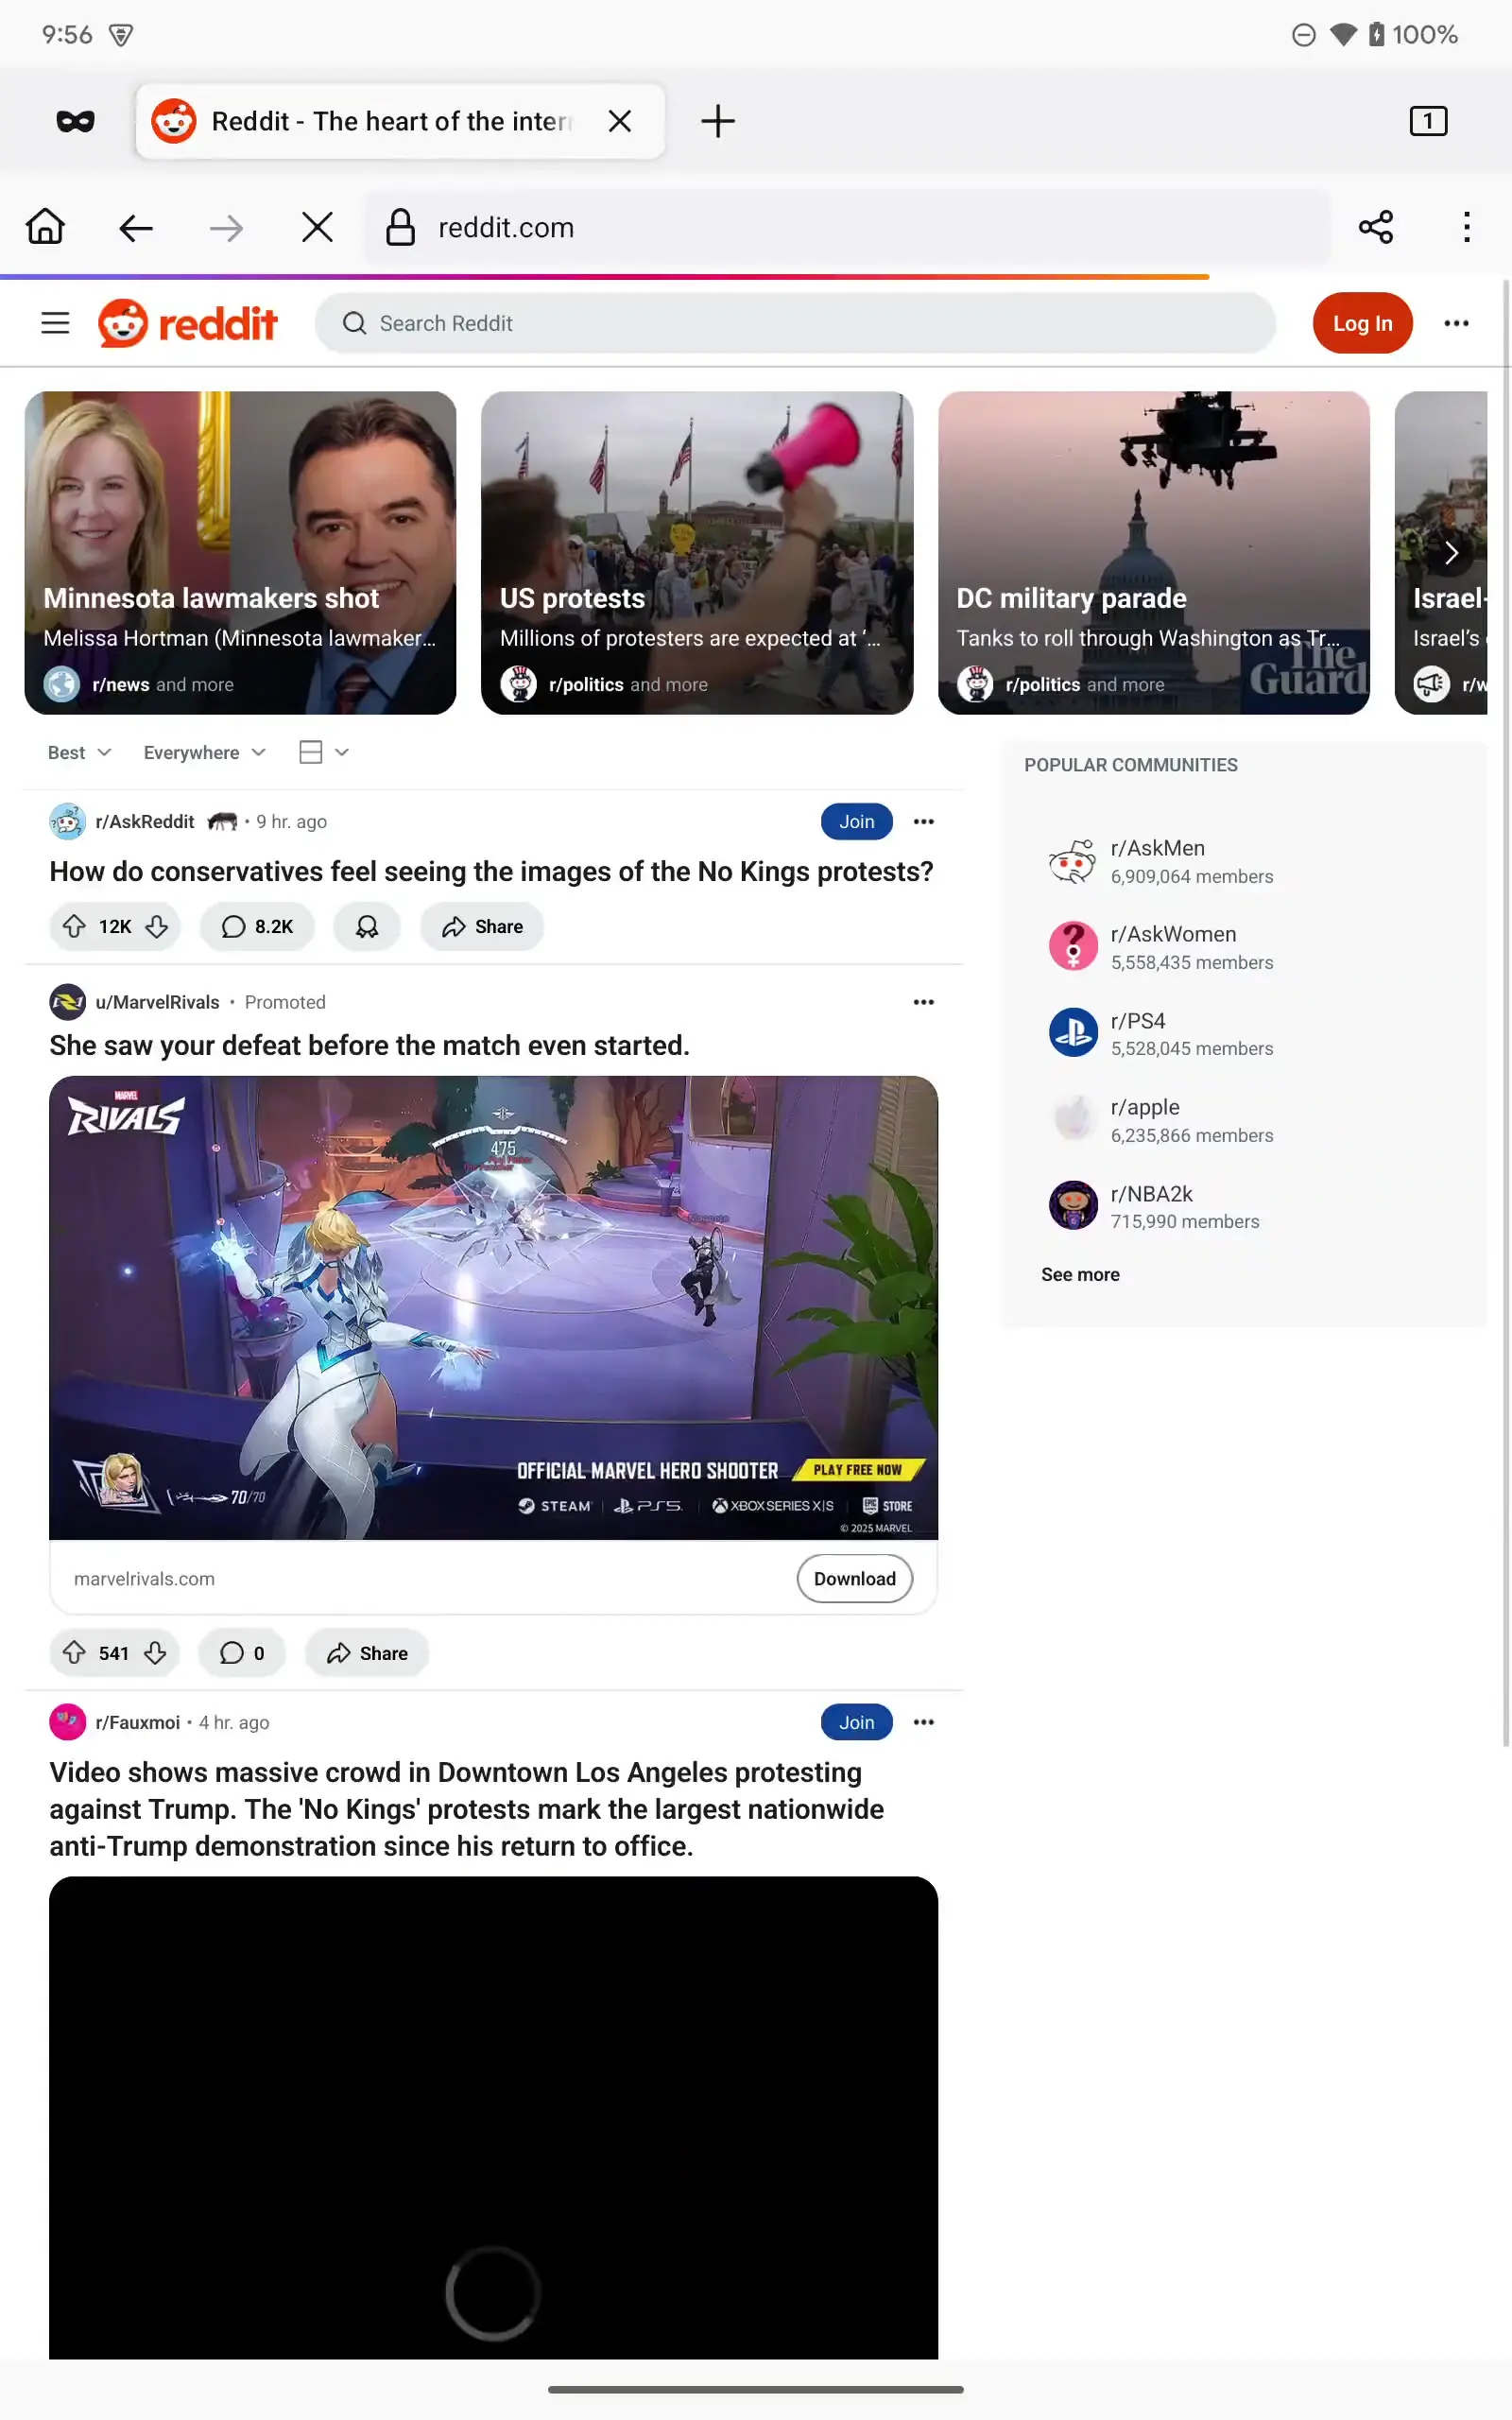 9:56
100%
Reddit - The heart of the inter
1
reddit.com
reddit
Search Reddit
Log In
Minnesota lawmakers shot
Melissa Hortman (Minnesota lawmaker...
r/news and more
US protests
Millions of protesters are expected at ‘...
r/politics and more
DC military parade
Tanks to roll through Washington as Tr...
r/politics and more
The Guard
Israel-
Israel’s
r/w
Best
Everywhere
r/AskReddit • 9 hr. ago
Join
How do conservatives feel seeing the images of the No Kings protests?
12K
8.2K
Share
u/MarvelRivals • Promoted
She saw your defeat before the match even started.
MARVEL
RIVALS
475
70/70
OFFICIAL MARVEL HERO SHOOTER
PLAY FREE NOW
STEAM
PS5
XBOX SERIES X|S
EPIC
STORE
© 2025 MARVEL
marvelrivals.com
Download
541
0
Share
r/Fauxmoi • 4 hr. ago
Join
Video shows massive crowd in Downtown Los Angeles protesting
against Trump. The 'No Kings' protests mark the largest nationwide
anti-Trump demonstration since his return to office.
POPULAR COMMUNITIES
r/AskMen
6,909,064 members
r/AskWomen
5,558,435 members
r/PS4
5,528,045 members
r/apple
6,235,866 members
r/NBA2k
715,990 members
See more